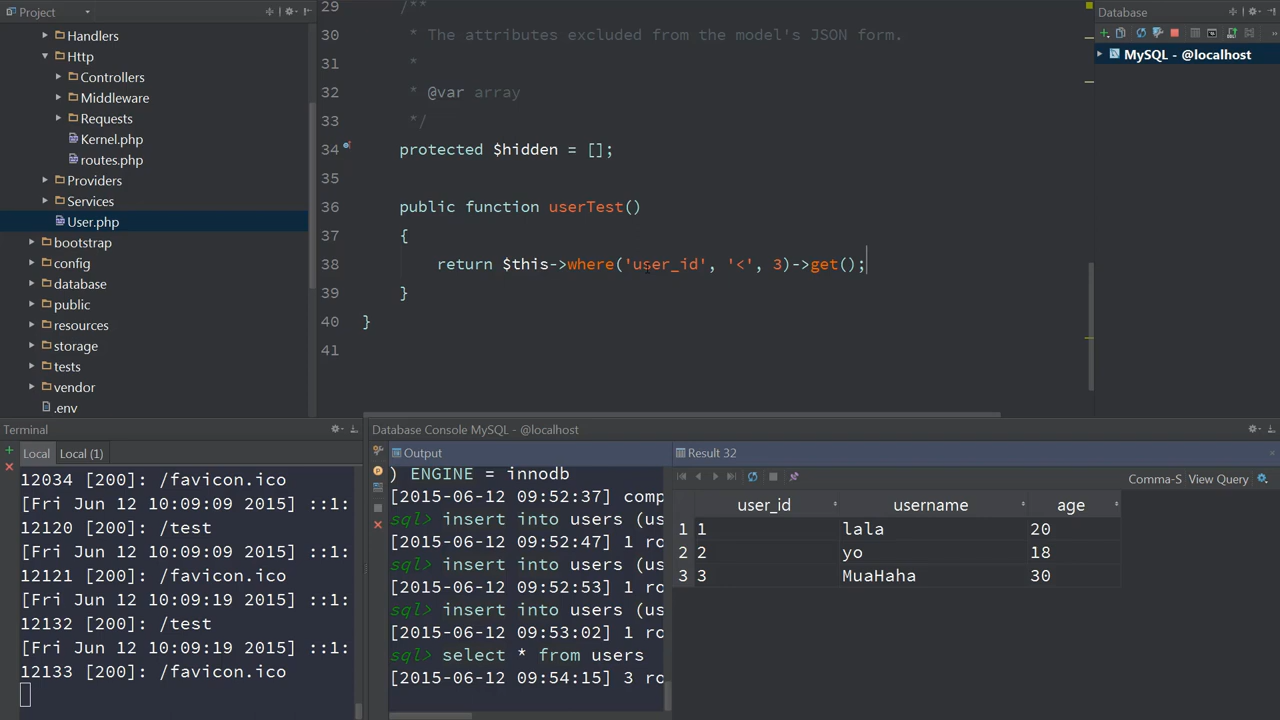 Project
Handlers
Http
Controllers
Middleware
Requests
Kernel.php
routes.php
Providers
Services
User.php
bootstrap
config
database
public
resources
storage
tests
vendor
.env
29 /**
30 * The attributes excluded from the model's JSON form.
31 *
32 * @var array
33 */
34 protected $hidden = [];
35
36 public function userTest()
37 {
38 return $this->where('user_id', '<', 3)->get();
39 }
40 }
41
Database
MySQL - @localhost
Terminal
Local Local (1)
12034 [200]: /favicon.ico
[Fri Jun 12 10:09:09 2015] ::1:
12120 [200]: /test
[Fri Jun 12 10:09:09 2015] ::1:
12121 [200]: /favicon.ico
[Fri Jun 12 10:09:19 2015] ::1:
12132 [200]: /test
[Fri Jun 12 10:09:19 2015] ::1:
12133 [200]: /favicon.ico
Database Console MySQL - @localhost
Output
) ENGINE = innodb
[2015-06-12 09:52:37] comp
sql> insert into users (us
[2015-06-12 09:52:47] 1 ro
sql> insert into users (us
[2015-06-12 09:52:53] 1 ro
sql> insert into users (us
[2015-06-12 09:53:02] 1 ro
sql> select * from users
[2015-06-12 09:54:15] 3 ro
Result 32
Comma-S View Query
user_id username age
1 1 lala 20
2 2 yo 18
3 3 MuaHaha 30